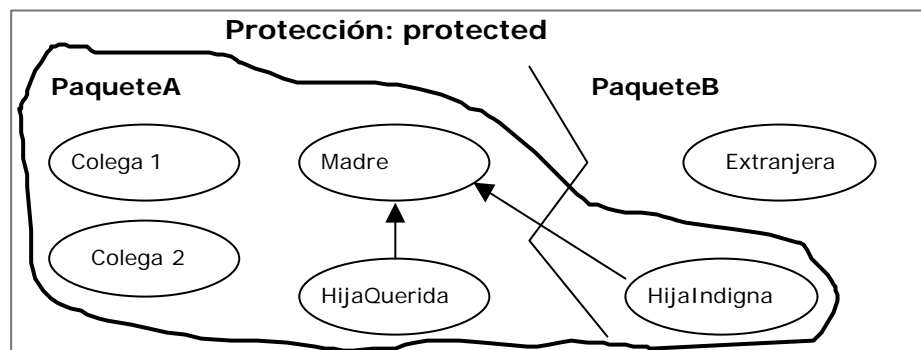 Protección: protected
PaqueteA
PaqueteB
Colega 1
Madre
Extranjera
Colega 2
HijaQuerida
HijaIndigna